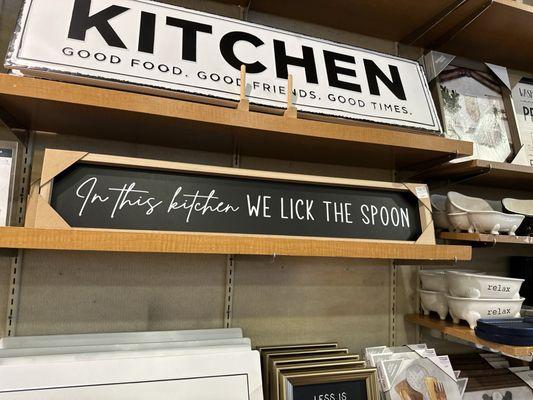 KITCHEN
GOOD FOOD. GOOD FRIENDS. GOOD TIMES.
In this kitchen WE LICK THE SPOON
relax
relax
LESS IS